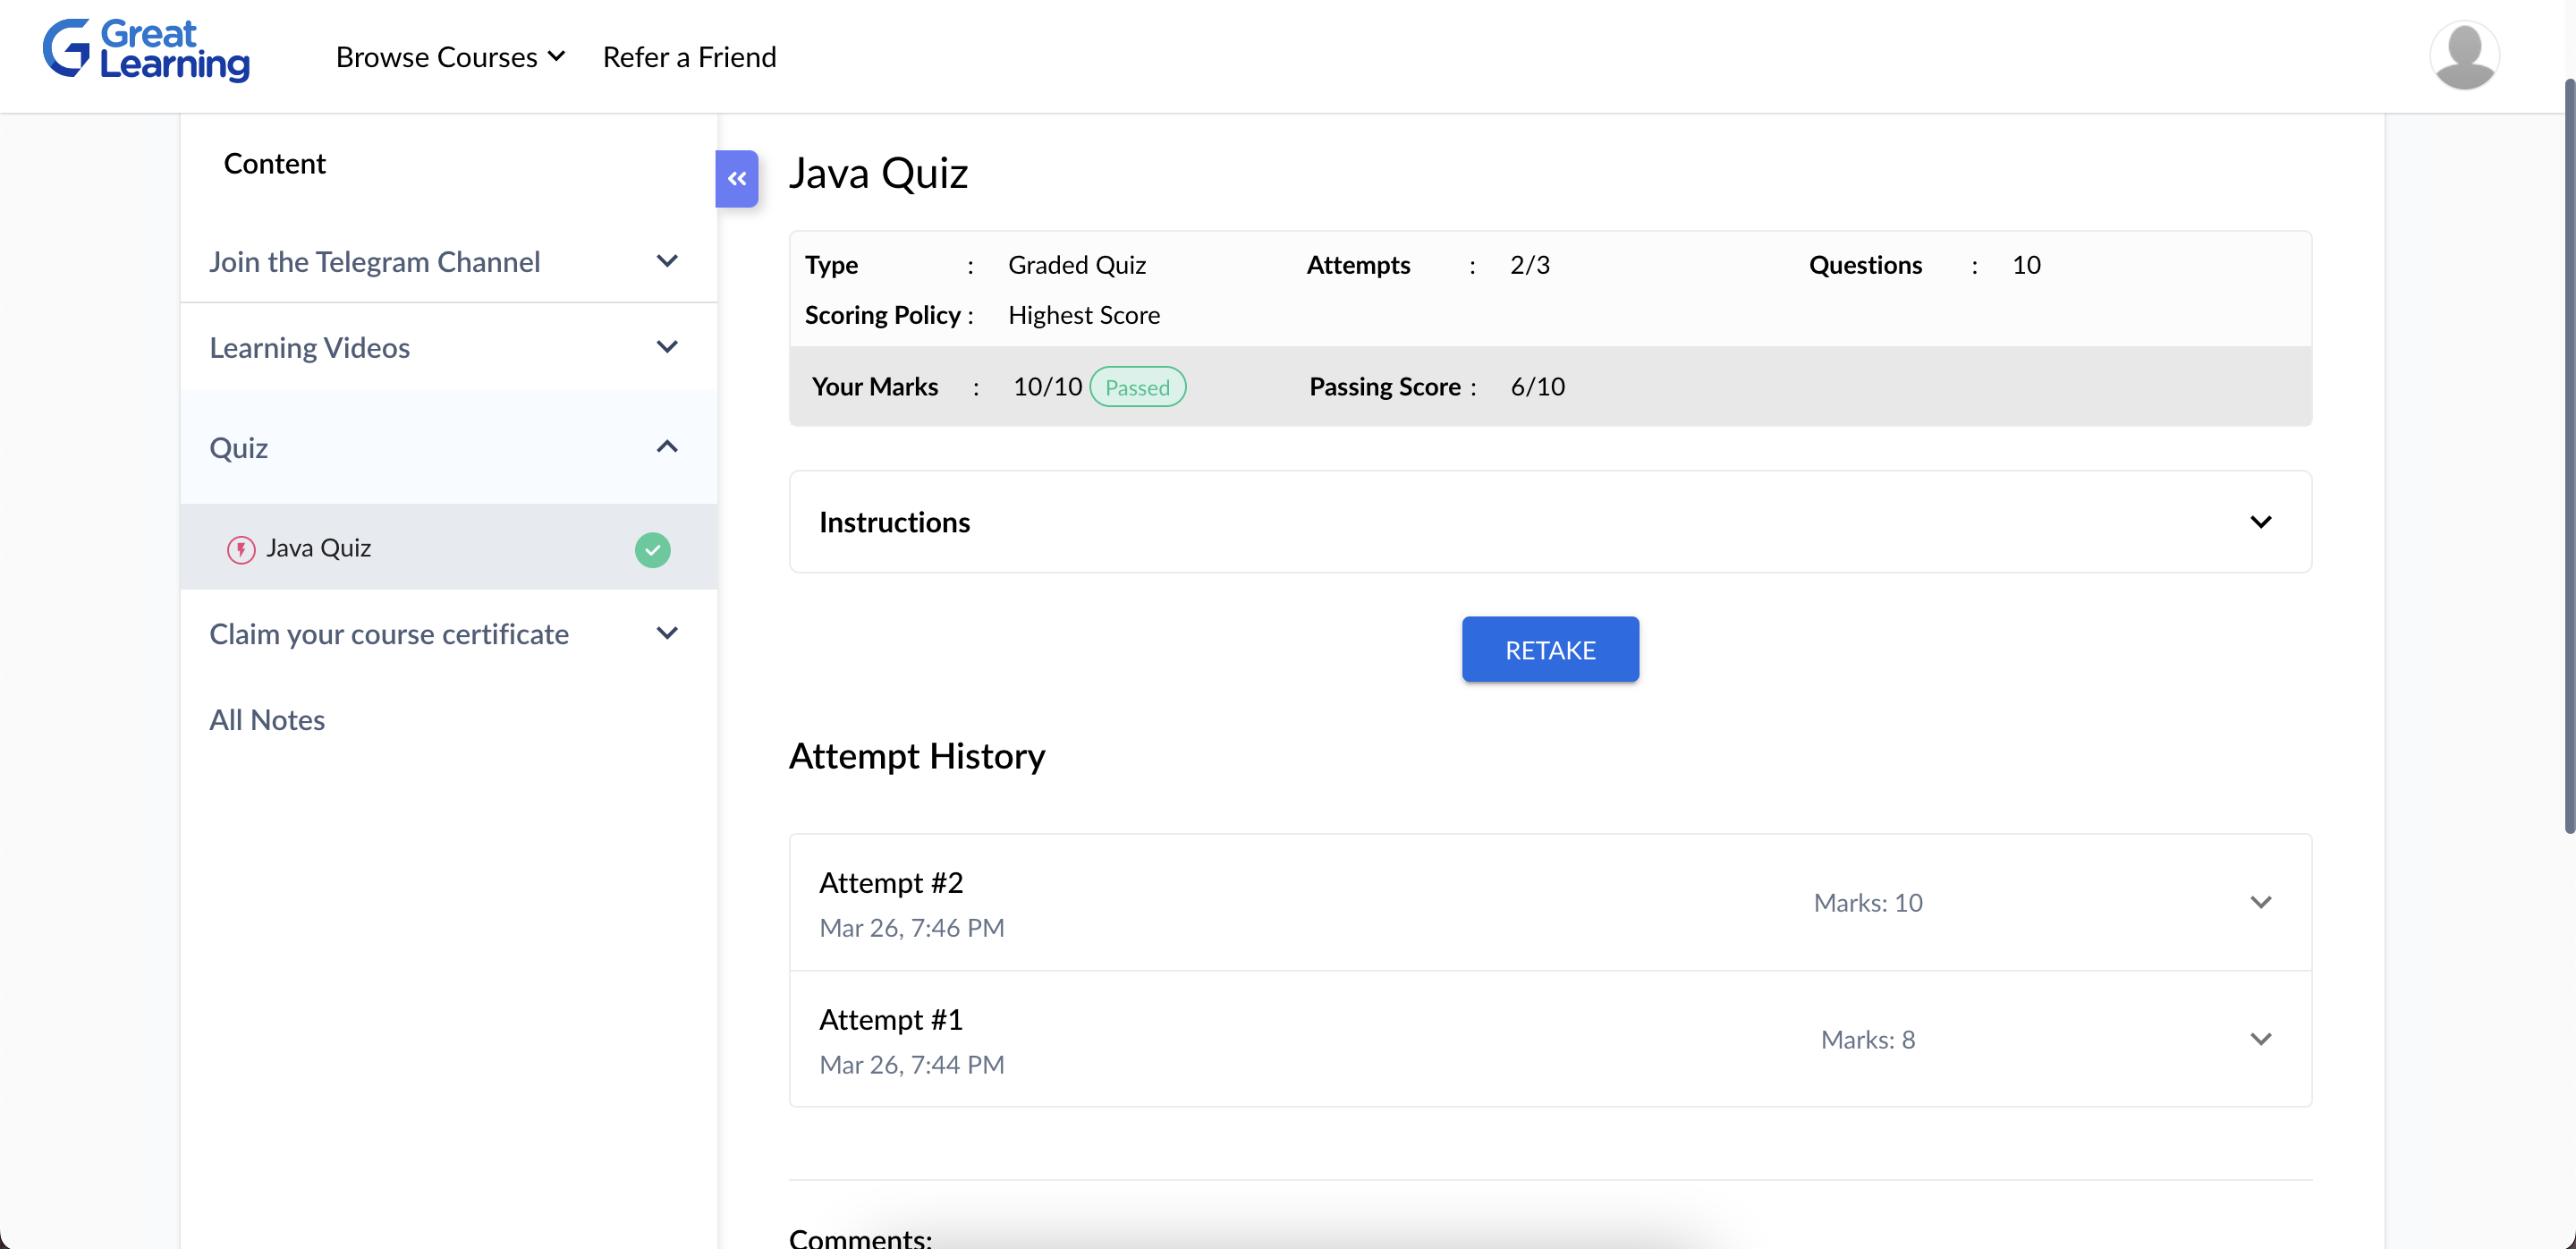 Great
Learning
Browse Courses
Refer a Friend
Content
Join the Telegram Channel
Learning Videos
Quiz
Java Quiz
Claim your course certificate
All Notes
Java Quiz
Type : Graded Quiz Attempts : 2/3 Questions : 10
Scoring Policy : Highest Score
Your Marks : 10/10 Passed Passing Score : 6/10
Instructions
RETAKE
Attempt History
Attempt #2
Mar 26, 7:46 PM
Marks: 10
Attempt #1
Mar 26, 7:44 PM
Marks: 8
Comments: